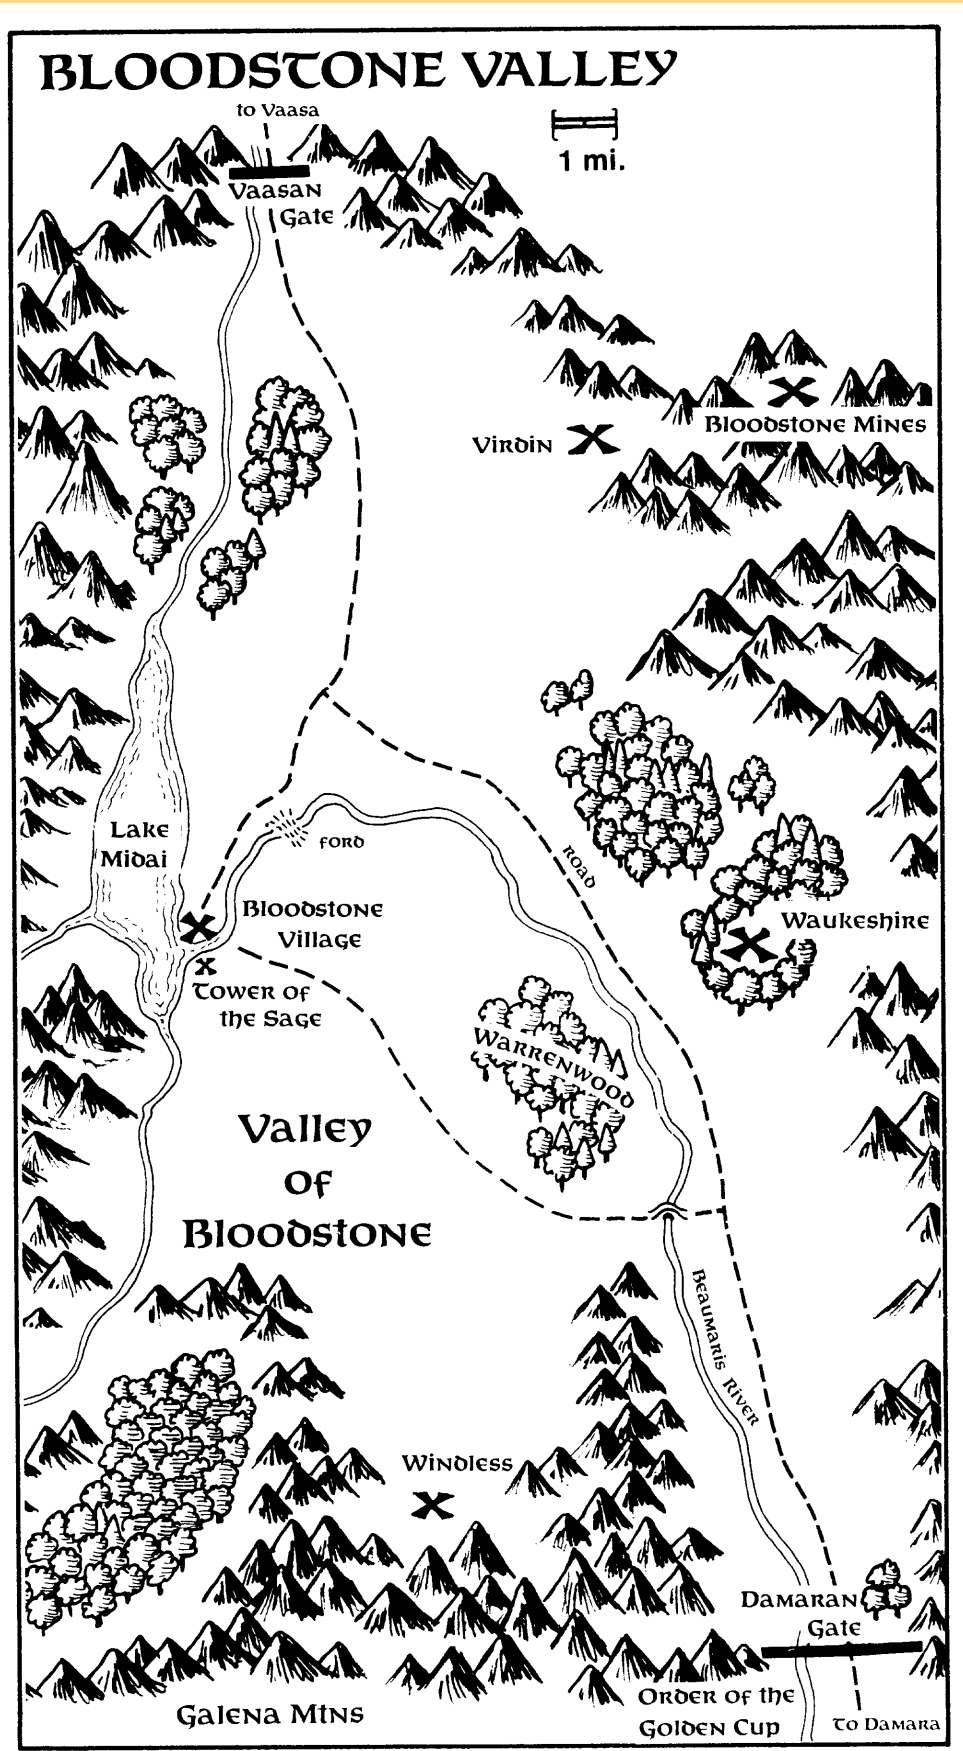 BLOODSTONE VALLEY
to Vaasa
1 mi.
Vaasan
Gate
Bloodstone Mines
Virdin
Lake
Midai
Ford
Road
Bloodstone
Village
Waukeshire
Tower of
the Sage
Warrenwood
Valley
of
Bloodstone
Beaumaris River
Windless
Damaran
Gate
Order of the
Golden Cup
Galena Mtns
To Damara